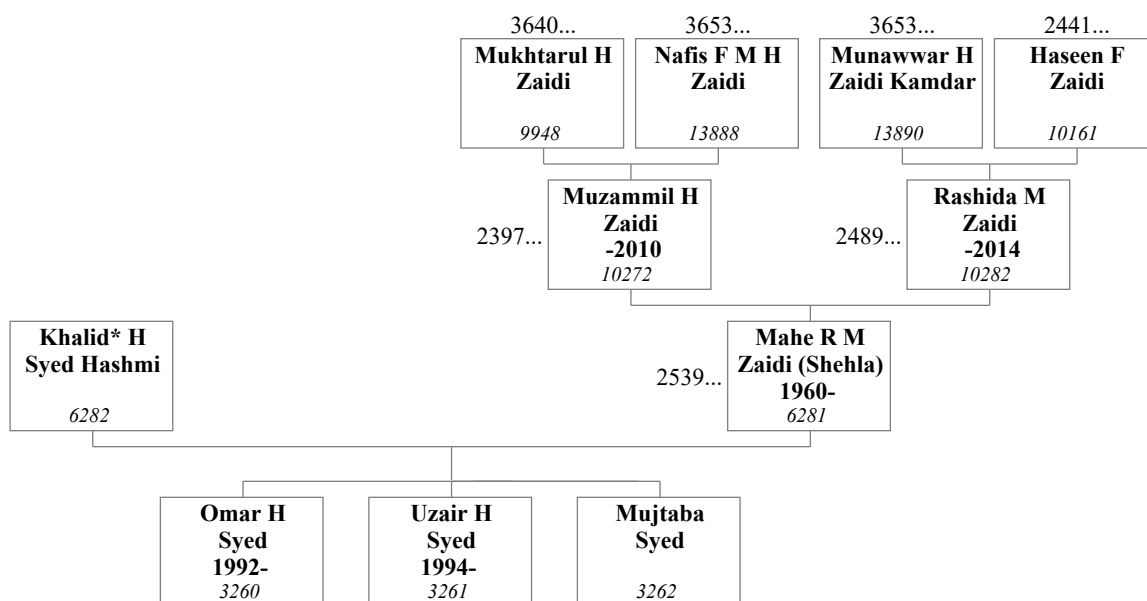 3640...
3653...
3653...
2441...
Mukhtarul H
Zaidi
9948
Nafis F M H
Zaidi
13888
Munawwar H
Zaidi Kamdar
13890
Haseen F
Zaidi
10161
2397...
Muzammil H
Zaidi
-2010
10272
2489...
Rashida M
Zaidi
-2014
10282
Khalid* H
Syed Hashmi
6282
2539...
Mahe R M
Zaidi (Shehla)
1960-
6281
Omar H
Syed
1992-
3260
Uzair H
Syed
1994-
3261
Mujtaba
Syed
3262